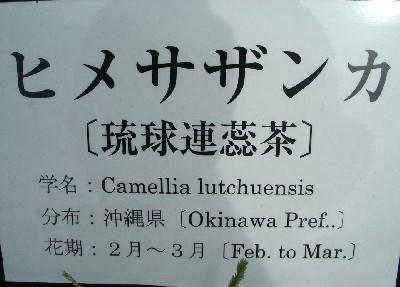 ヒメサザンカ
〔琉球連蕊茶〕
学名：Camellia lutchuensis
分布：沖縄県〔Okinawa Pref..〕
花期：２月～３月〔Feb. to Mar.〕